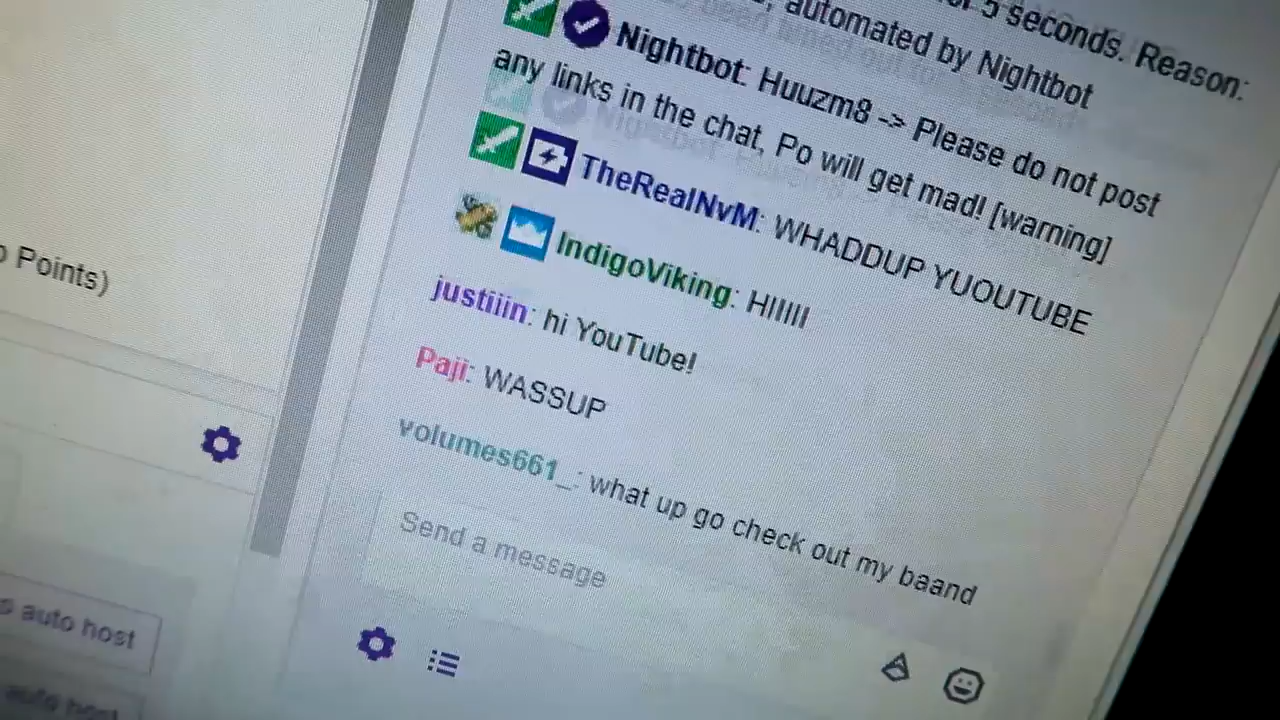 5 seconds. Reason:
automated by Nightbot
Nightbot: Huuzm8 -> Please do not post
any links in the chat, Po will get mad! [warning]
TheRealNvM: WHADDUP YUOUTUBE
IndigoViking: HIIIII
justiiin: hi YouTube!
Paji: WASSUP
volumes661_: what up go check out my baand
Send a message
Points)
auto host
auto host